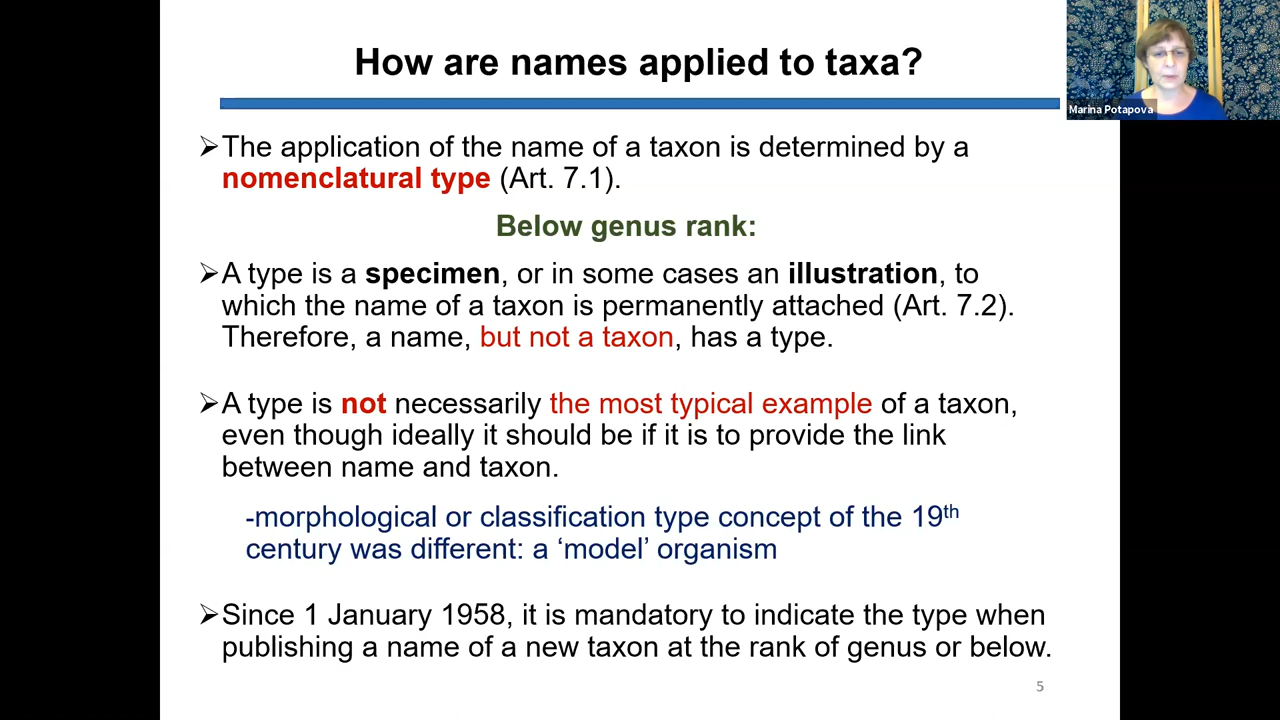 How are names applied to taxa?
Marina Potapova
➢The application of the name of a taxon is determined by a
nomenclatural type (Art. 7.1).
Below genus rank:
➢A type is a specimen, or in some cases an illustration, to
which the name of a taxon is permanently attached (Art. 7.2).
Therefore, a name, but not a taxon, has a type.
➢A type is not necessarily the most typical example of a taxon,
even though ideally it should be if it is to provide the link
between name and taxon.
-morphological or classification type concept of the 19th
century was different: a ‘model’ organism
➢Since 1 January 1958, it is mandatory to indicate the type when
publishing a name of a new taxon at the rank of genus or below.
5